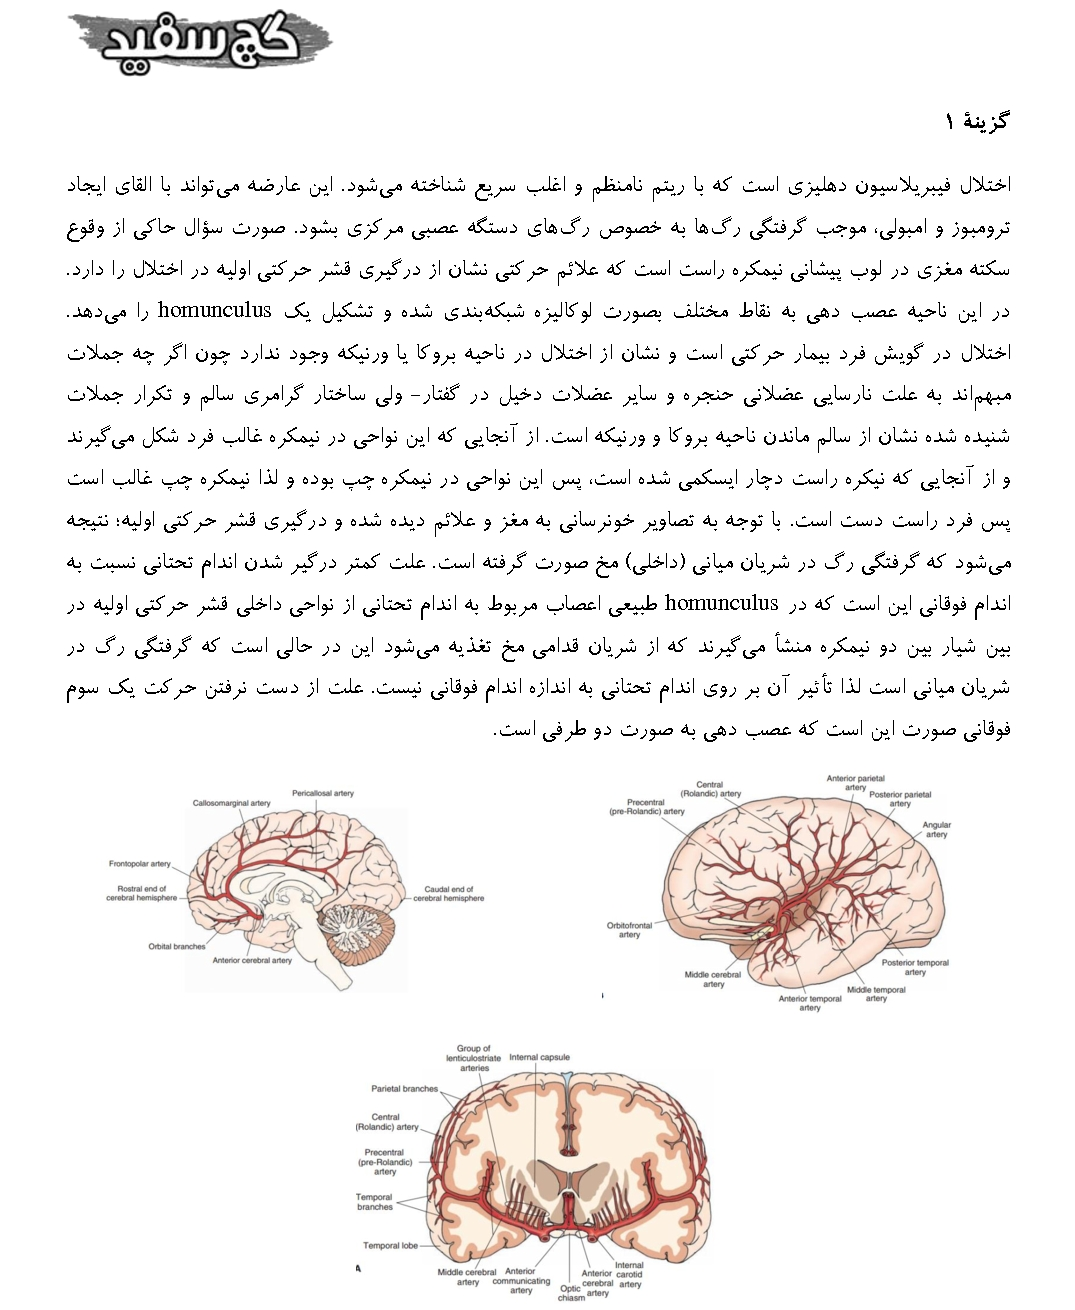 گچ سفید
گزینهٔ ۱
اختلال فیبریلاسیون دهلیزی است که با ریتم نامنظم و اغلب سریع شناخته می‌شود. این عارضه می‌تواند با القای ایجاد
ترومبوز و امبولی، موجب گرفتگی رگ‌ها به خصوص رگ‌های دستگه عصبی مرکزی بشود. صورت سؤال حاکی از وقوع
سکته مغزی در لوب پیشانی نیمکره راست است که علائم حرکتی نشان از درگیری قشر حرکتی اولیه در اختلال را دارد.
در این ناحیه عصب دهی به نقاط مختلف بصورت لوکالیزه شبکه‌بندی شده و تشکیل یک homunculus را می‌دهد.
اختلال در گویش فرد بیمار حرکتی است و نشان از اختلال در ناحیه بروکا یا ورنیکه وجود ندارد چون اگر چه جملات
مبهم‌اند به علت نارسایی عضلانی حنجره و سایر عضلات دخیل در گفتار- ولی ساختار گرامری سالم و تکرار جملات
شنیده شده نشان از سالم ماندن ناحیه بروکا و ورنیکه است. از آنجایی که این نواحی در نیمکره غالب فرد شکل می‌گیرند
و از آنجایی که نیکره راست دچار ایسکمی شده است، پس این نواحی در نیمکره چپ بوده و لذا نیمکره چپ غالب است
پس فرد راست دست است. با توجه به تصاویر خونرسانی به مغز و علائم دیده شده و درگیری قشر حرکتی اولیه؛ نتیجه
می‌شود که گرفتگی رگ در شریان میانی (داخلی) مخ صورت گرفته است. علت کمتر درگیر شدن اندام تحتانی نسبت به
اندام فوقانی این است که در homunculus طبیعی اعصاب مربوط به اندام تحتانی از نواحی داخلی قشر حرکتی اولیه در
بین شیار بین دو نیمکره منشأ می‌گیرند که از شریان قدامی مخ تغذیه می‌شود این در حالی است که گرفتگی رگ در
شریان میانی است لذا تأثیر آن بر روی اندام تحتانی به اندازه اندام فوقانی نیست. علت از دست نرفتن حرکت یک سوم
فوقانی صورت این است که عصب دهی به صورت دو طرفی است.
Callosomarginal artery
Pericallosal artery
Frontopolar artery
Rostral end of
cerebral hemisphere
Caudal end of
cerebral hemisphere
Orbital branches
Anterior cerebral artery
Central
(Rolandic) artery
Anterior parietal
artery
Precentral
(pre-Rolandic) artery
Posterior parietal
artery
Angular
artery
Orbitofrontal
artery
Middle cerebral
artery
Posterior temporal
artery
Middle temporal
artery
Anterior temporal
artery
Group of
lenticulostriate
arteries
Internal capsule
Parietal branches
Central
(Rolandic) artery
Precentral
(pre-Rolandic)
artery
Temporal
branches
Temporal lobe
A
Middle cerebral
artery
Anterior
communicating
artery
Optic
chiasm
Anterior
cerebral
artery
Internal
carotid
artery